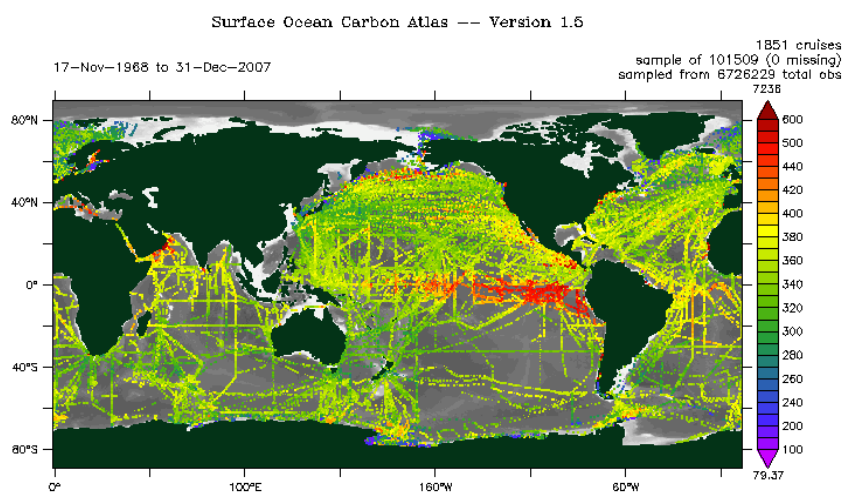 Surface Ocean Carbon Atlas -- Version 1.5
1851 cruises
17-Nov-1968 to 31-Dec-2007
sample of 101509 (0 missing)
sampled from 6726229 total obs
7236
600
500
440
420
400
380
360
340
320
300
280
260
240
200
100
79.37
80°N
40°N
0°
40°S
80°S
0° 100°E 160°W 60°W